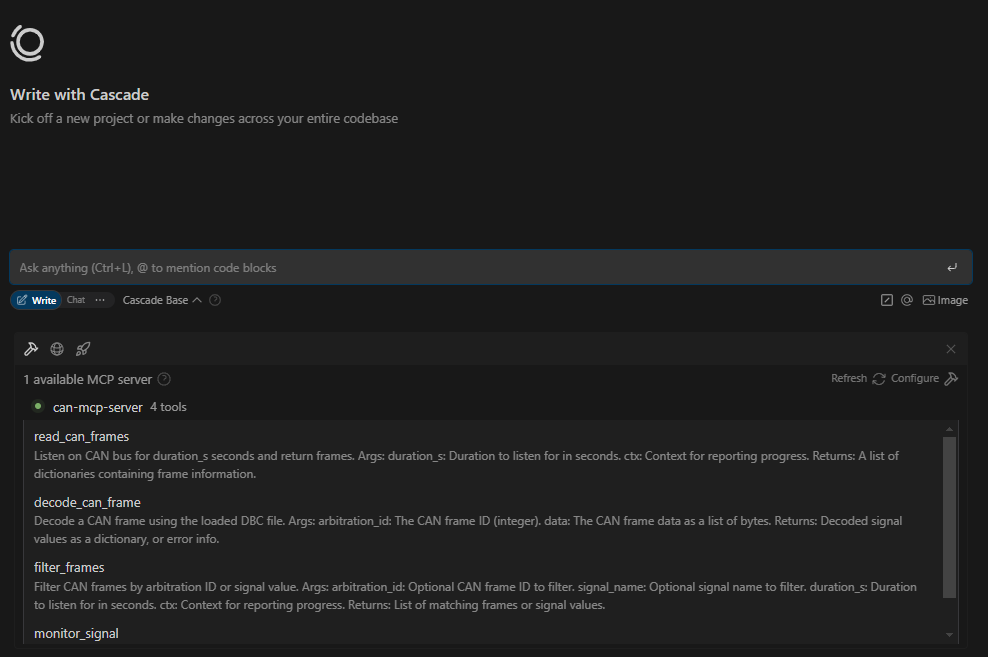 Write with Cascade
Kick off a new project or make changes across your entire codebase
Ask anything (Ctrl+L), @ to mention code blocks
Write Chat ··· Cascade Base Image
1 available MCP server Refresh Configure
can-mcp-server 4 tools
read_can_frames
Listen on CAN bus for duration_s seconds and return frames. Args: duration_s: Duration to listen for in seconds. ctx: Context for reporting progress. Returns: A list of
dictionaries containing frame information.
decode_can_frame
Decode a CAN frame using the loaded DBC file. Args: arbitration_id: The CAN frame ID (integer). data: The CAN frame data as a list of bytes. Returns: Decoded signal
values as a dictionary, or error info.
filter_frames
Filter CAN frames by arbitration ID or signal value. Args: arbitration_id: Optional CAN frame ID to filter. signal_name: Optional signal name to filter. duration_s: Duration
to listen for in seconds. ctx: Context for reporting progress. Returns: List of matching frames or signal values.
monitor_signal